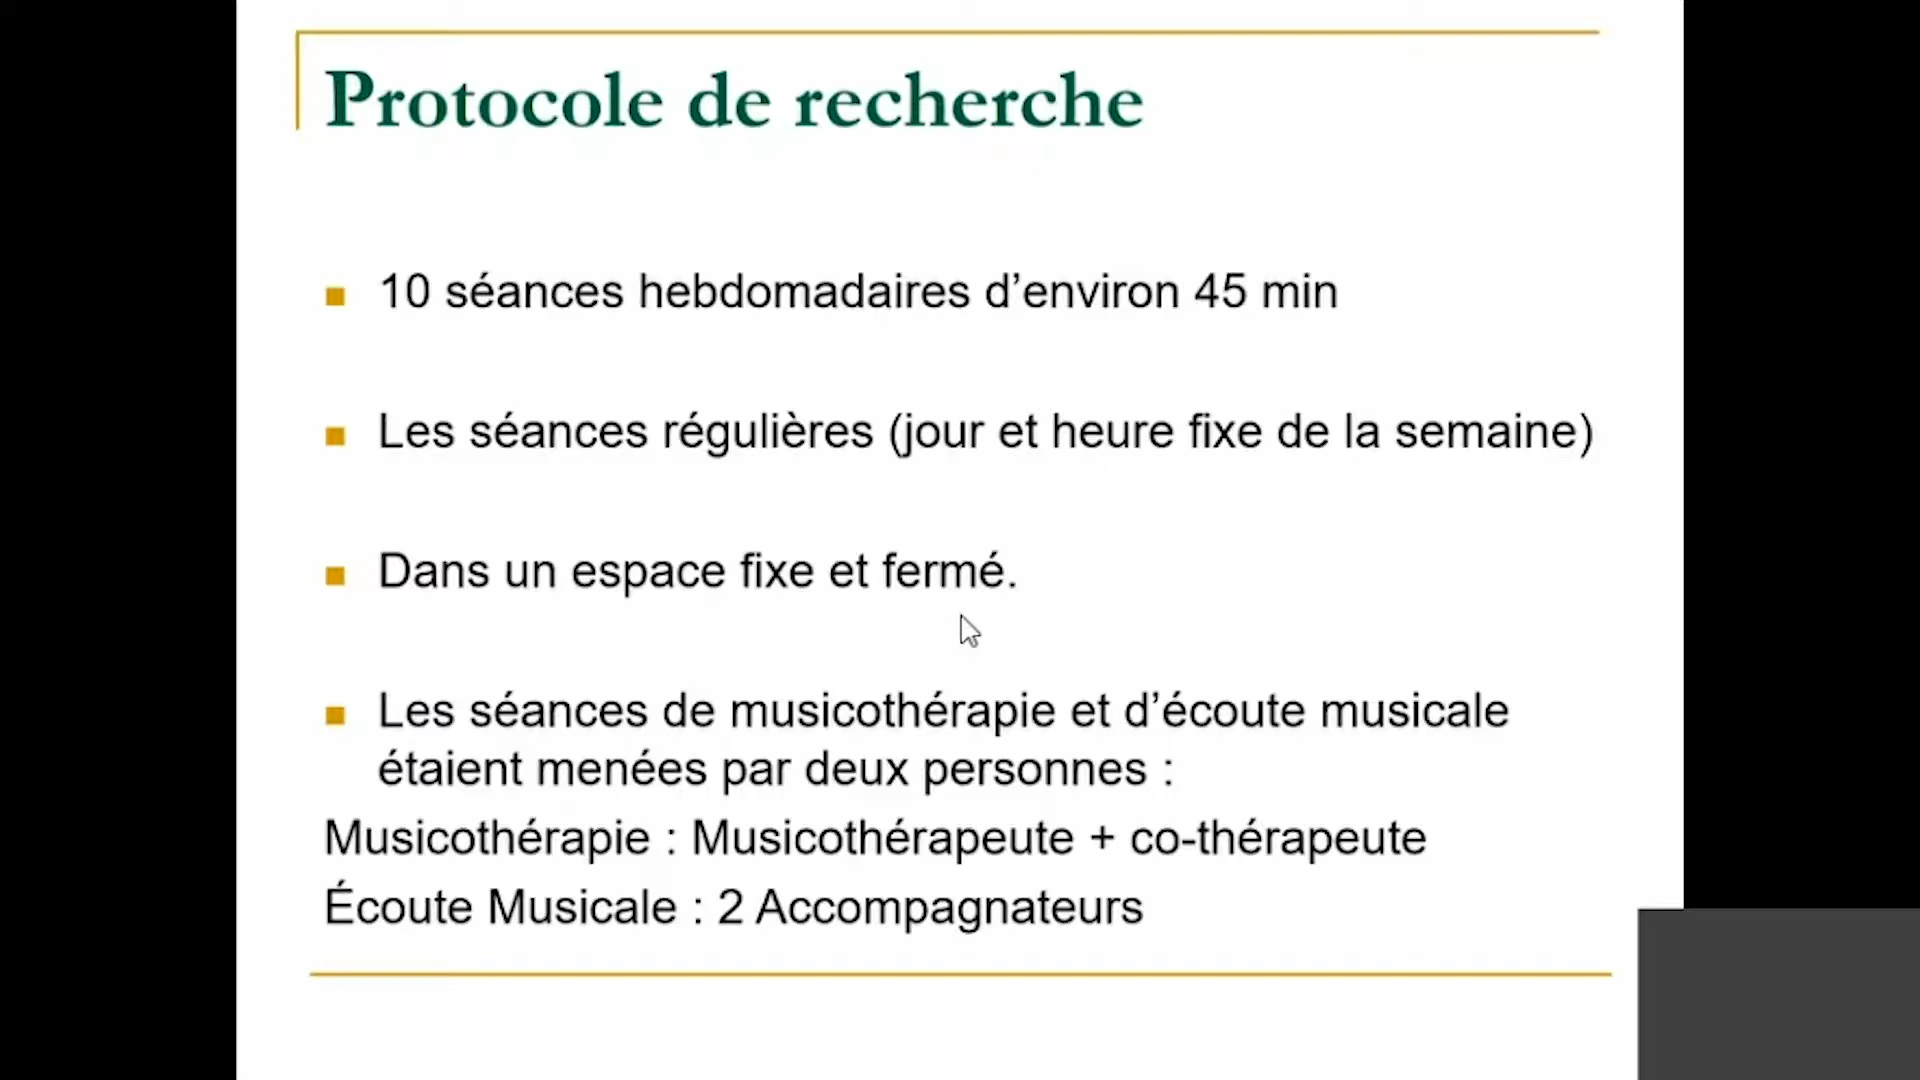 Protocole de recherche
10 séances hebdomadaires d’environ 45 min
Les séances régulières (jour et heure fixe de la semaine)
Dans un espace fixe et fermé.
Les séances de musicothérapie et d’écoute musicale
étaient menées par deux personnes :
Musicothérapie : Musicothérapeute + co-thérapeute
Écoute Musicale : 2 Accompagnateurs